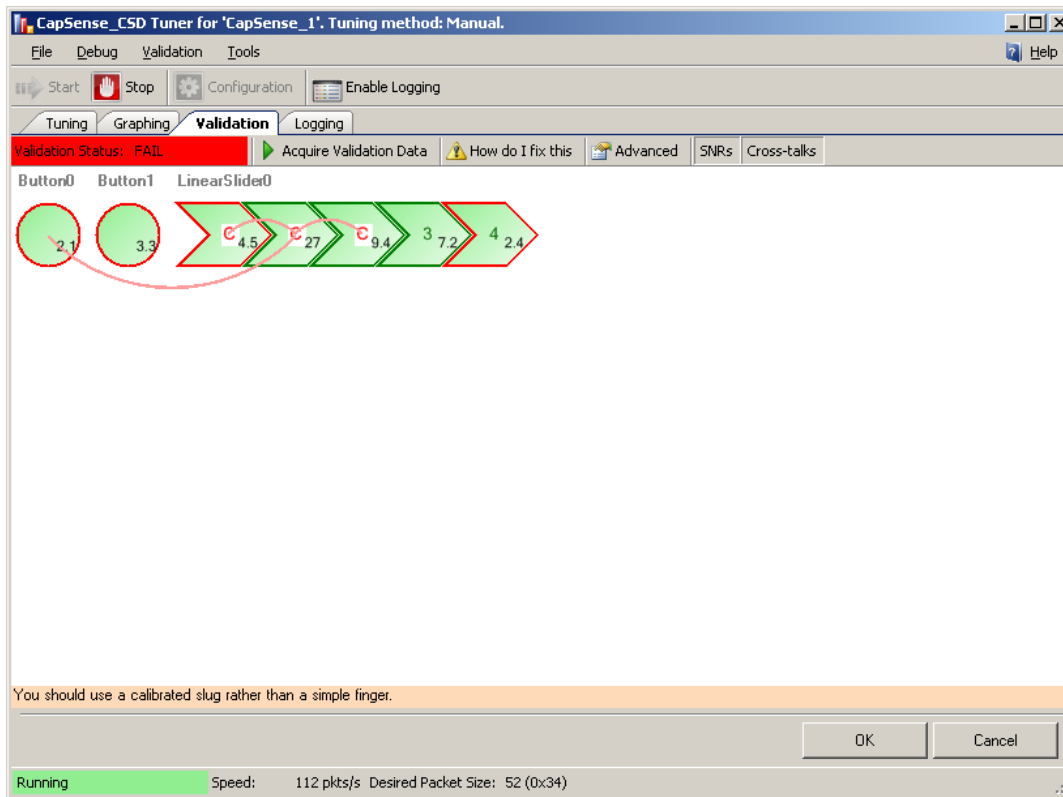 CapSense_CSD Tuner for 'CapSense_1'. Tuning method: Manual.
File Debug Validation Tools Help
Start Stop Configuration Enable Logging
Tuning Graphing Validation Logging
Validation Status: FAIL Acquire Validation Data How do I fix this Advanced SNRs Cross-talks
Button0 Button1 LinearSlider0
2.1 3.3 C 4.5 C 27 C 9.4 3 7.2 4 2.4
You should use a calibrated slug rather than a simple finger.
OK Cancel
Running Speed: 112 pkts/s Desired Packet Size: 52 (0x34)